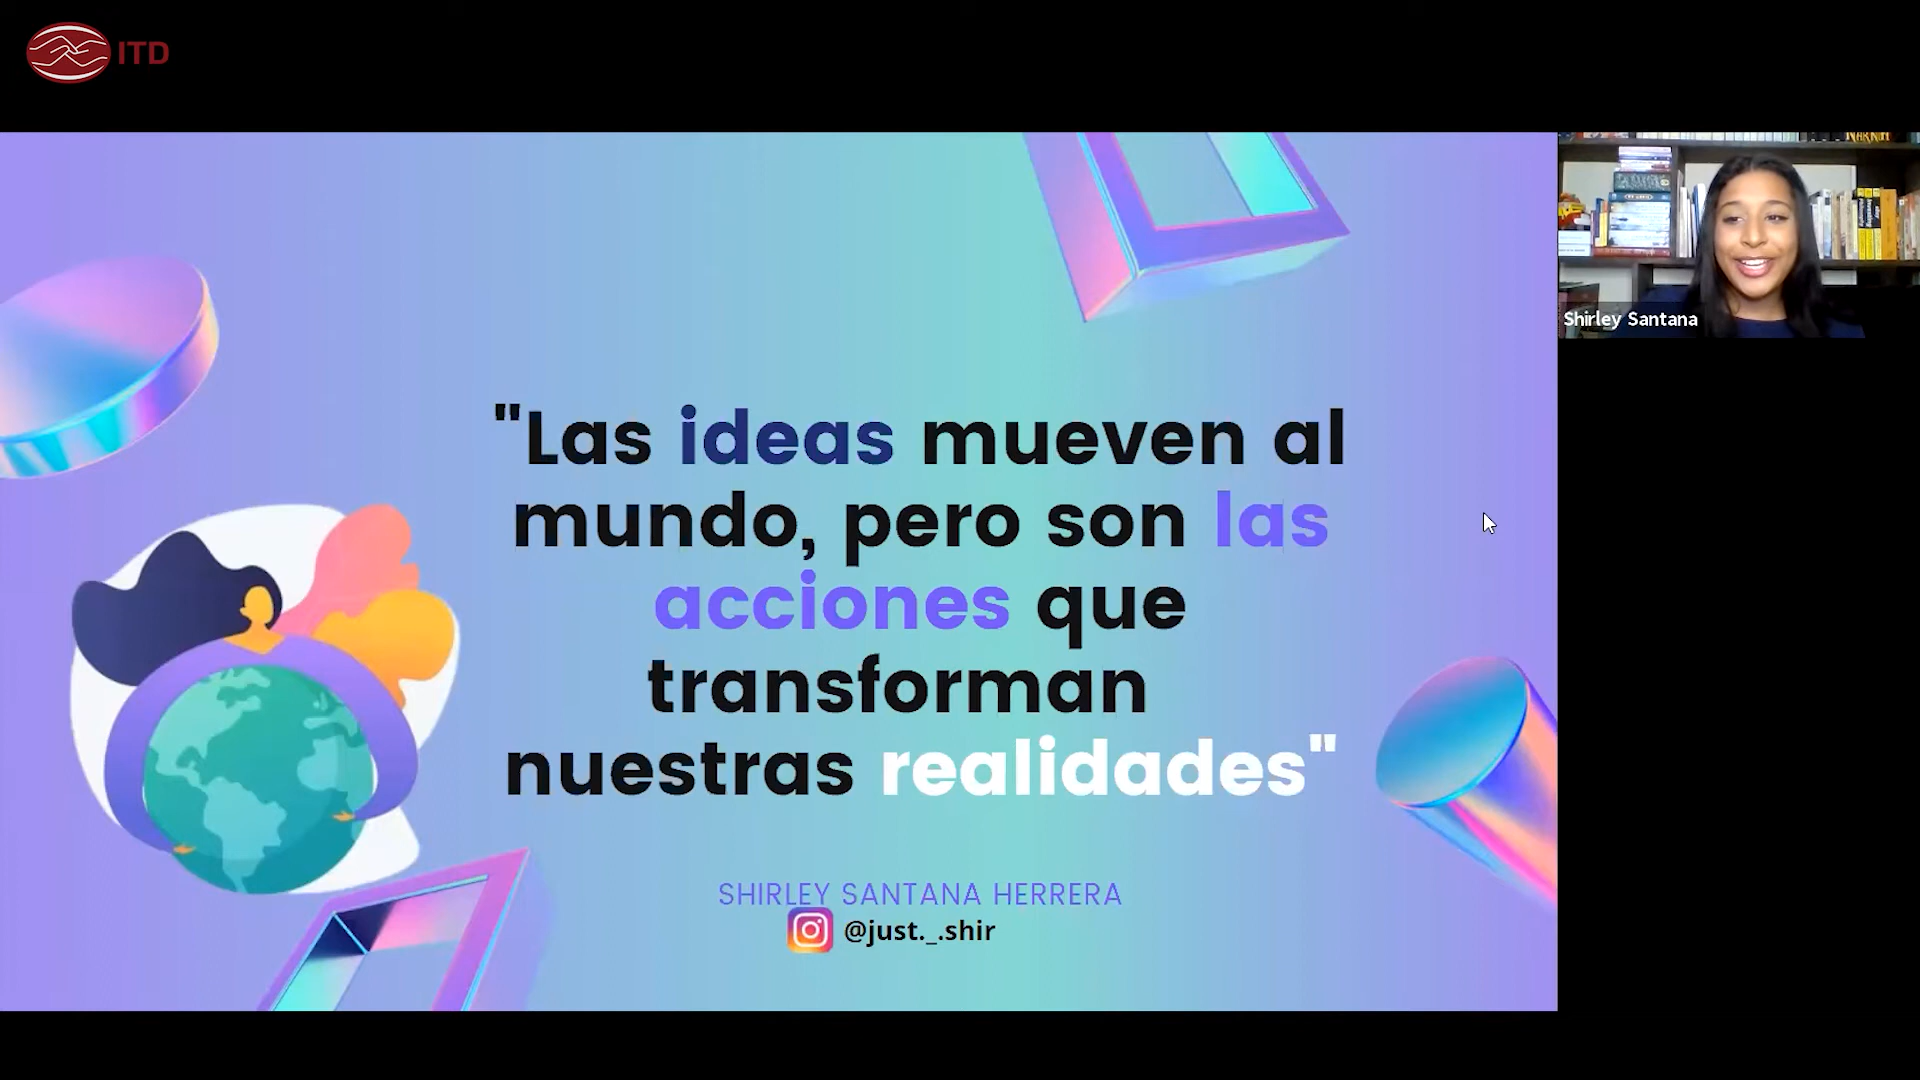 ITD
NARNIA
"Las ideas mueven al
mundo, pero son las
acciones que
transforman
nuestras realidades"
Shirley Santana
SHIRLEY SANTANA HERRERA
@just._.shir